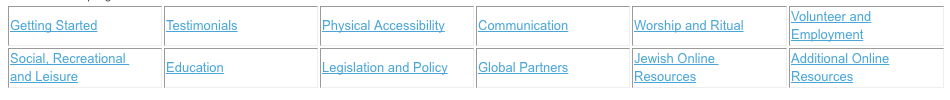 Getting Started
Testimonials
Physical Accessibility
Communication
Worship and Ritual
Volunteer and
Employment
Social, Recreational
and Leisure
Education
Legislation and Policy
Global Partners
Jewish Online
Resources
Additional Online
Resources